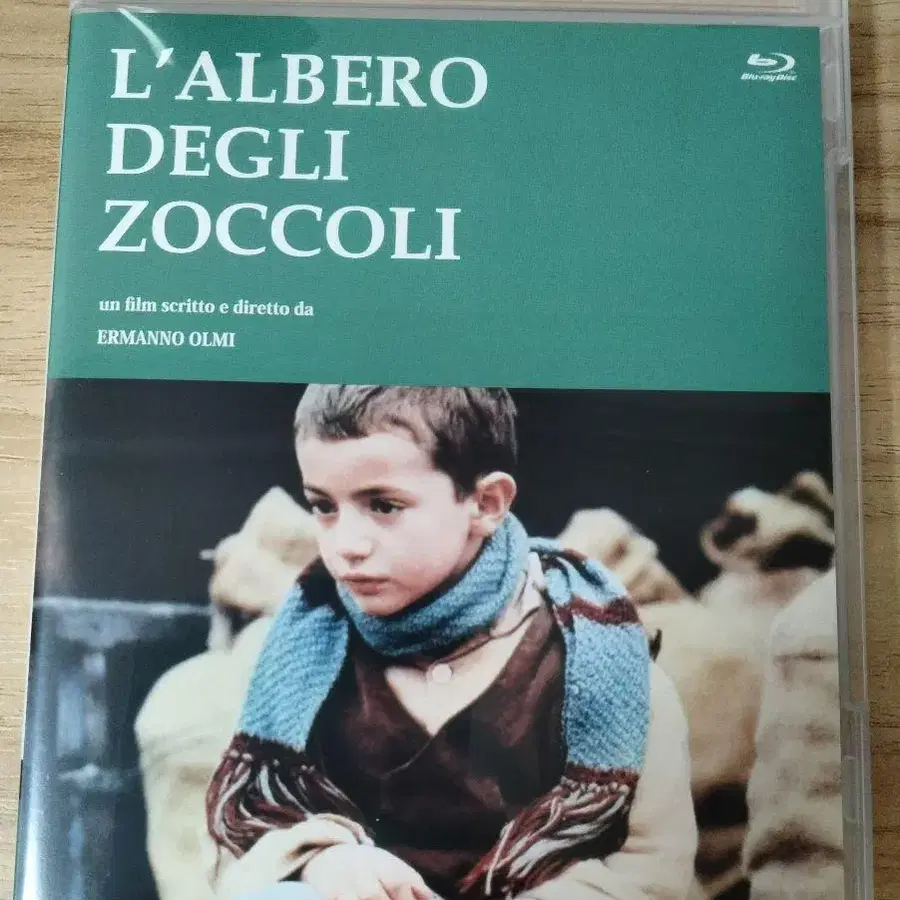 L'ALBERO
DEGLI
ZOCCOLI
Blu-ray Disc
un film scritto e diretto da
ERMANNO OLMI